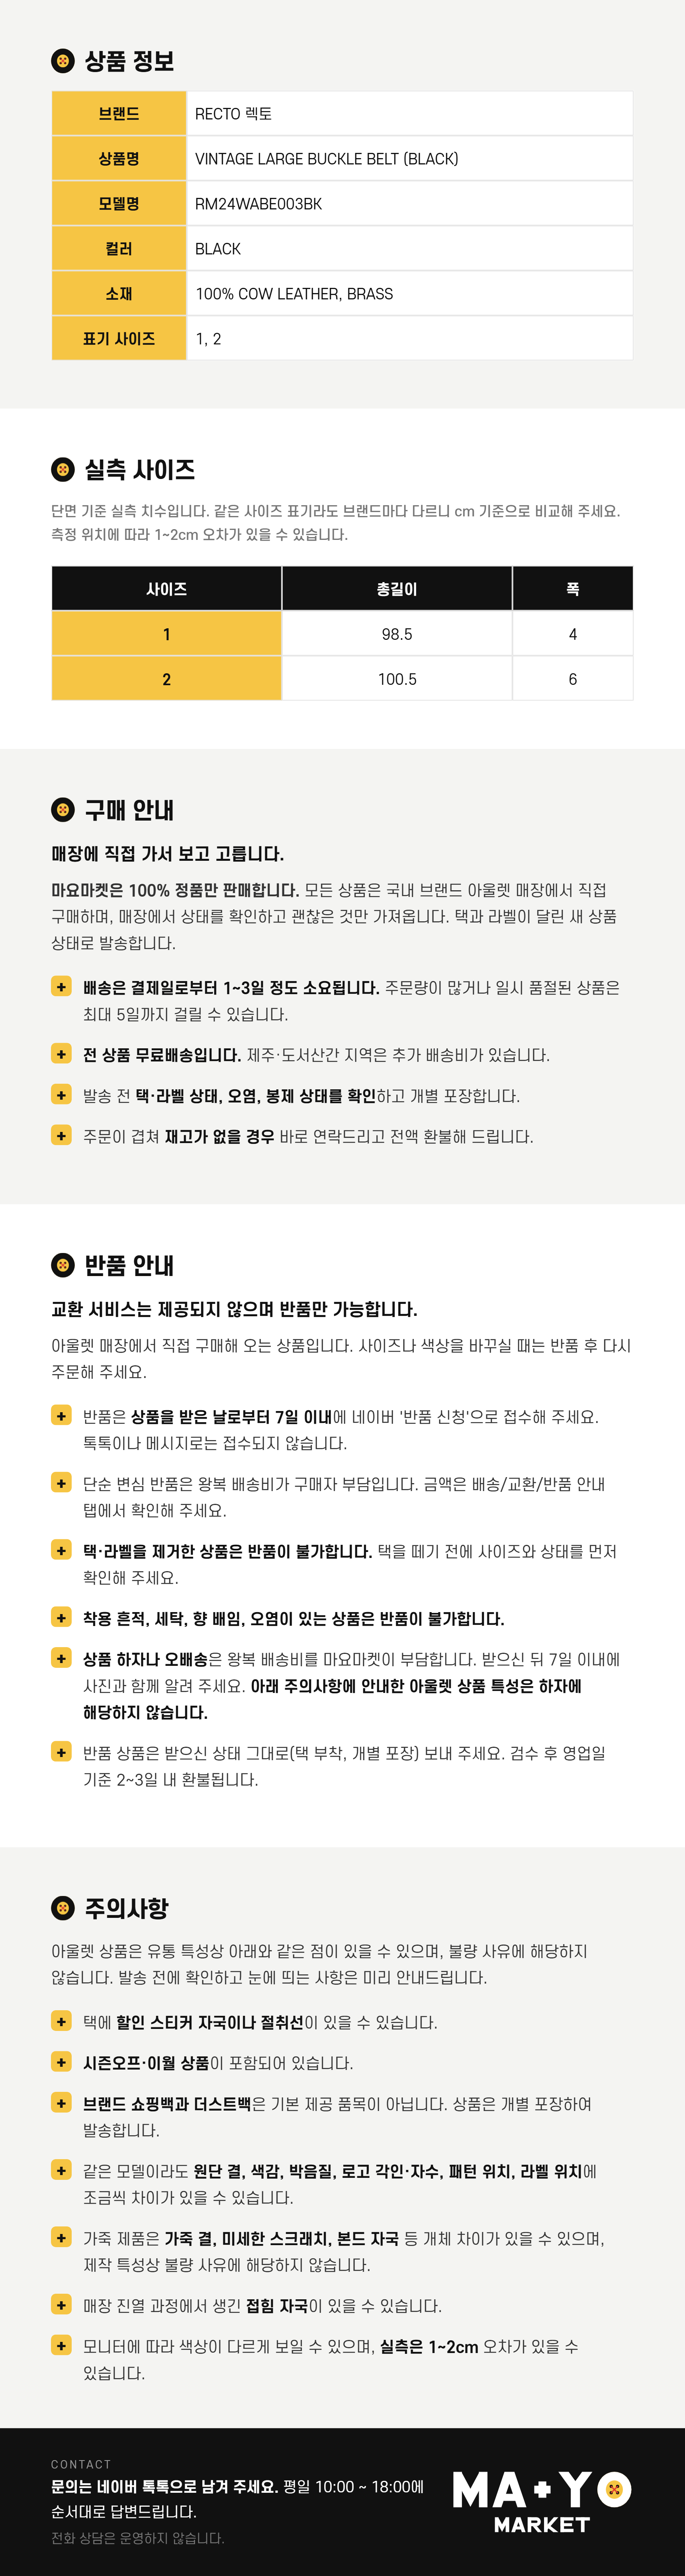 상품 정보
브랜드 RECTO 렉토
상품명 VINTAGE LARGE BUCKLE BELT (BLACK)
모델명 RM24WABE003BK
컬러 BLACK
소재 100% COW LEATHER, BRASS
표기 사이즈 1, 2
실측 사이즈
단면 기준 실측 치수입니다. 같은 사이즈 표기라도 브랜드마다 다르니 cm 기준으로 비교해 주세요.
측정 위치에 따라 1~2cm 오차가 있을 수 있습니다.
사이즈 총길이 폭
1 98.5 4
2 100.5 6
구매 안내
매장에 직접 가서 보고 고릅니다.
마요마켓은 100% 정품만 판매합니다. 모든 상품은 국내 브랜드 아울렛 매장에서 직접
구매하며, 매장에서 상태를 확인하고 괜찮은 것만 가져옵니다. 택과 라벨이 달린 새 상품
상태로 발송합니다.
+ 배송은 결제일로부터 1~3일 정도 소요됩니다. 주문량이 많거나 일시 품절된 상품은
최대 5일까지 걸릴 수 있습니다.
+ 전 상품 무료배송입니다. 제주·도서산간 지역은 추가 배송비가 있습니다.
+ 발송 전 택·라벨 상태, 오염, 봉제 상태를 확인하고 개별 포장합니다.
+ 주문이 겹쳐 재고가 없을 경우 바로 연락드리고 전액 환불해 드립니다.
반품 안내
교환 서비스는 제공되지 않으며 반품만 가능합니다.
아울렛 매장에서 직접 구매해 오는 상품입니다. 사이즈나 색상을 바꾸실 때는 반품 후 다시
주문해 주세요.
+ 반품은 상품을 받은 날로부터 7일 이내에 네이버 '반품 신청'으로 접수해 주세요.
톡톡이나 메시지로는 접수되지 않습니다.
+ 단순 변심 반품은 왕복 배송비가 구매자 부담입니다. 금액은 배송/교환/반품 안내
탭에서 확인해 주세요.
+ 택·라벨을 제거한 상품은 반품이 불가합니다. 택을 떼기 전에 사이즈와 상태를 먼저
확인해 주세요.
+ 착용 흔적, 세탁, 향 배임, 오염이 있는 상품은 반품이 불가합니다.
+ 상품 하자나 오배송은 왕복 배송비를 마요마켓이 부담합니다. 받으신 뒤 7일 이내에
사진과 함께 알려 주세요. 아래 주의사항에 안내한 아울렛 상품 특성은 하자에
해당하지 않습니다.
+ 반품 상품은 받으신 상태 그대로(택 부착, 개별 포장) 보내 주세요. 검수 후 영업일
기준 2~3일 내 환불됩니다.
주의사항
아울렛 상품은 유통 특성상 아래와 같은 점이 있을 수 있으며, 불량 사유에 해당하지
않습니다. 발송 전에 확인하고 눈에 띄는 사항은 미리 안내드립니다.
+ 택에 할인 스티커 자국이나 절취선이 있을 수 있습니다.
+ 시즌오프·이월 상품이 포함되어 있습니다.
+ 브랜드 쇼핑백과 더스트백은 기본 제공 품목이 아닙니다. 상품은 개별 포장하여
발송합니다.
+ 같은 모델이라도 원단 결, 색감, 박음질, 로고 각인·자수, 패턴 위치, 라벨 위치에
조금씩 차이가 있을 수 있습니다.
+ 가죽 제품은 가죽 결, 미세한 스크래치, 본드 자국 등 개체 차이가 있을 수 있으며,
제작 특성상 불량 사유에 해당하지 않습니다.
+ 매장 진열 과정에서 생긴 접힘 자국이 있을 수 있습니다.
+ 모니터에 따라 색상이 다르게 보일 수 있으며, 실측은 1~2cm 오차가 있을 수
있습니다.
CONTACT
문의는 네이버 톡톡으로 남겨 주세요. 평일 10:00 ~ 18:00에
순서대로 답변드립니다.
전화 상담은 운영하지 않습니다.
MA+YO
MARKET